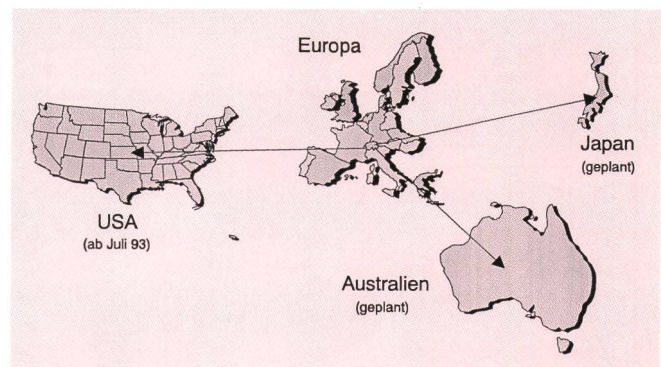 Europa
Japan
(geplant)
USA
(ab Juli 93)
Australien
(geplant)